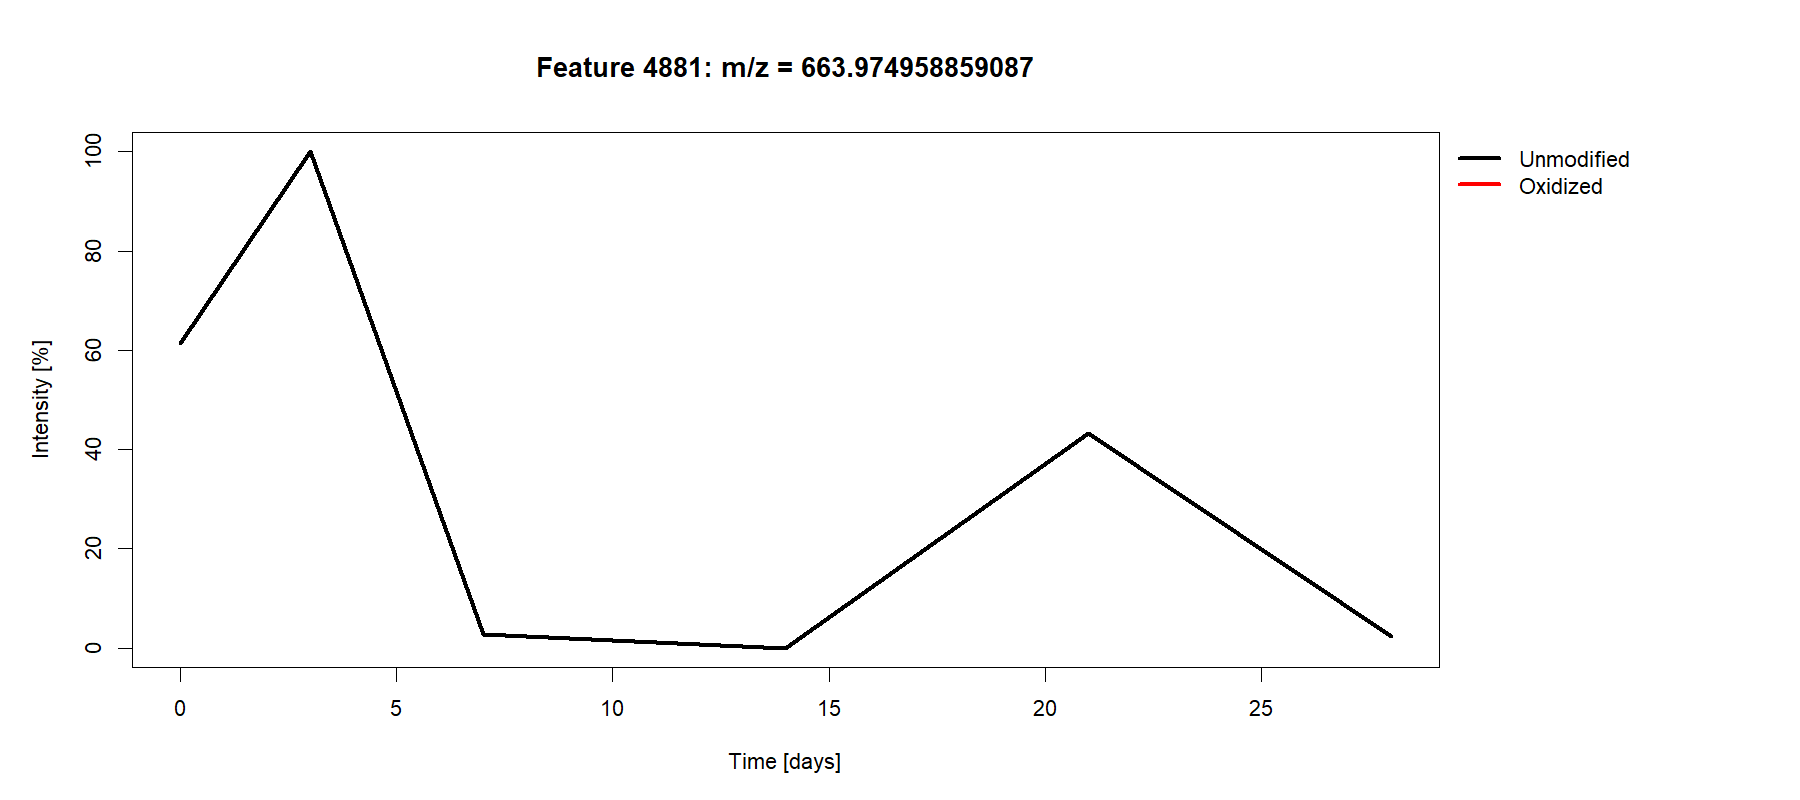 Feature 4881: m/z = 663.974958859087
Unmodified
Oxidized
Intensity [%]
100
80
60
40
20
0
0 5 10 15 20 25
Time [days]